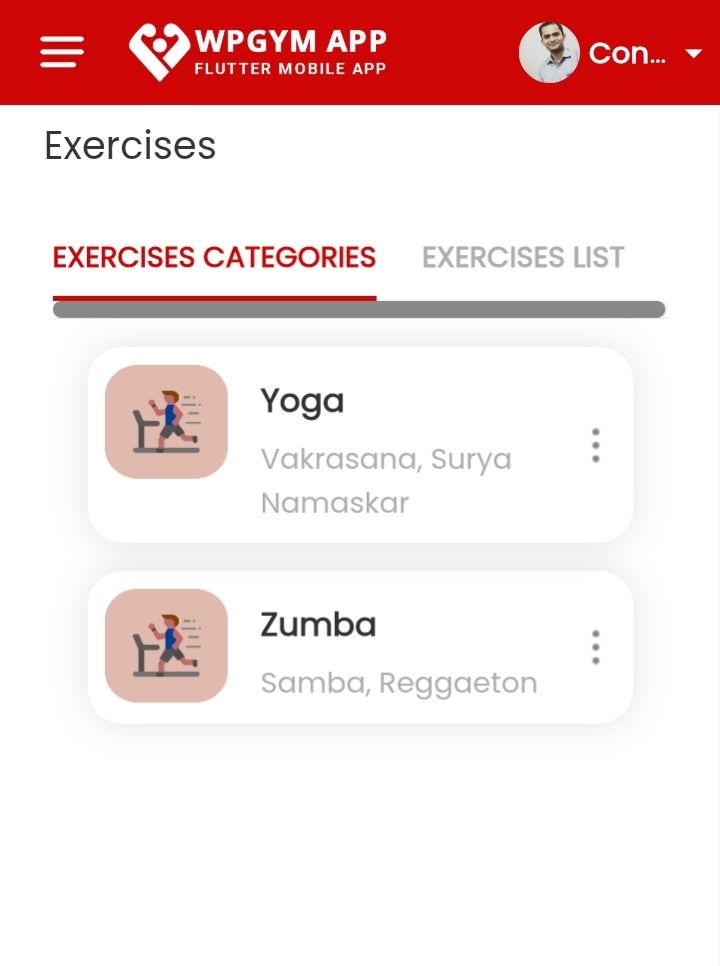 WPGYM APP
FLUTTER MOBILE APP
Con...
Exercises
EXERCISES CATEGORIES
EXERCISES LIST
Yoga
Vakrasana, Surya
Namaskar
Zumba
Samba, Reggaeton